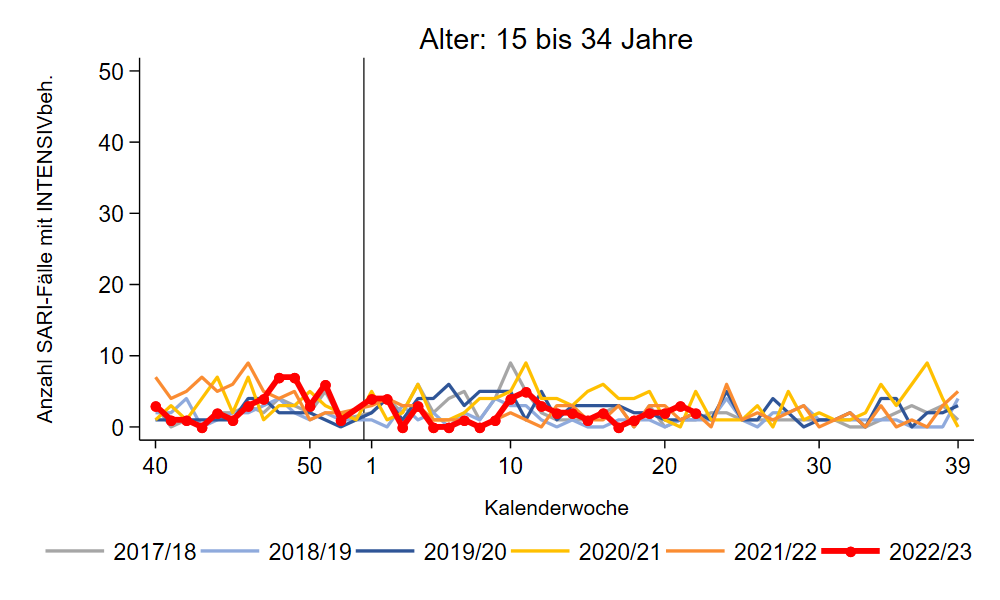 Alter: 15 bis 34 Jahre
Anzahl SARI-Fälle mit INTENSIVbeh.
50
40
30
20
10
0
40 50 1 10 20 30 39
Kalenderwoche
2017/18 2018/19 2019/20 2020/21 2021/22 2022/23